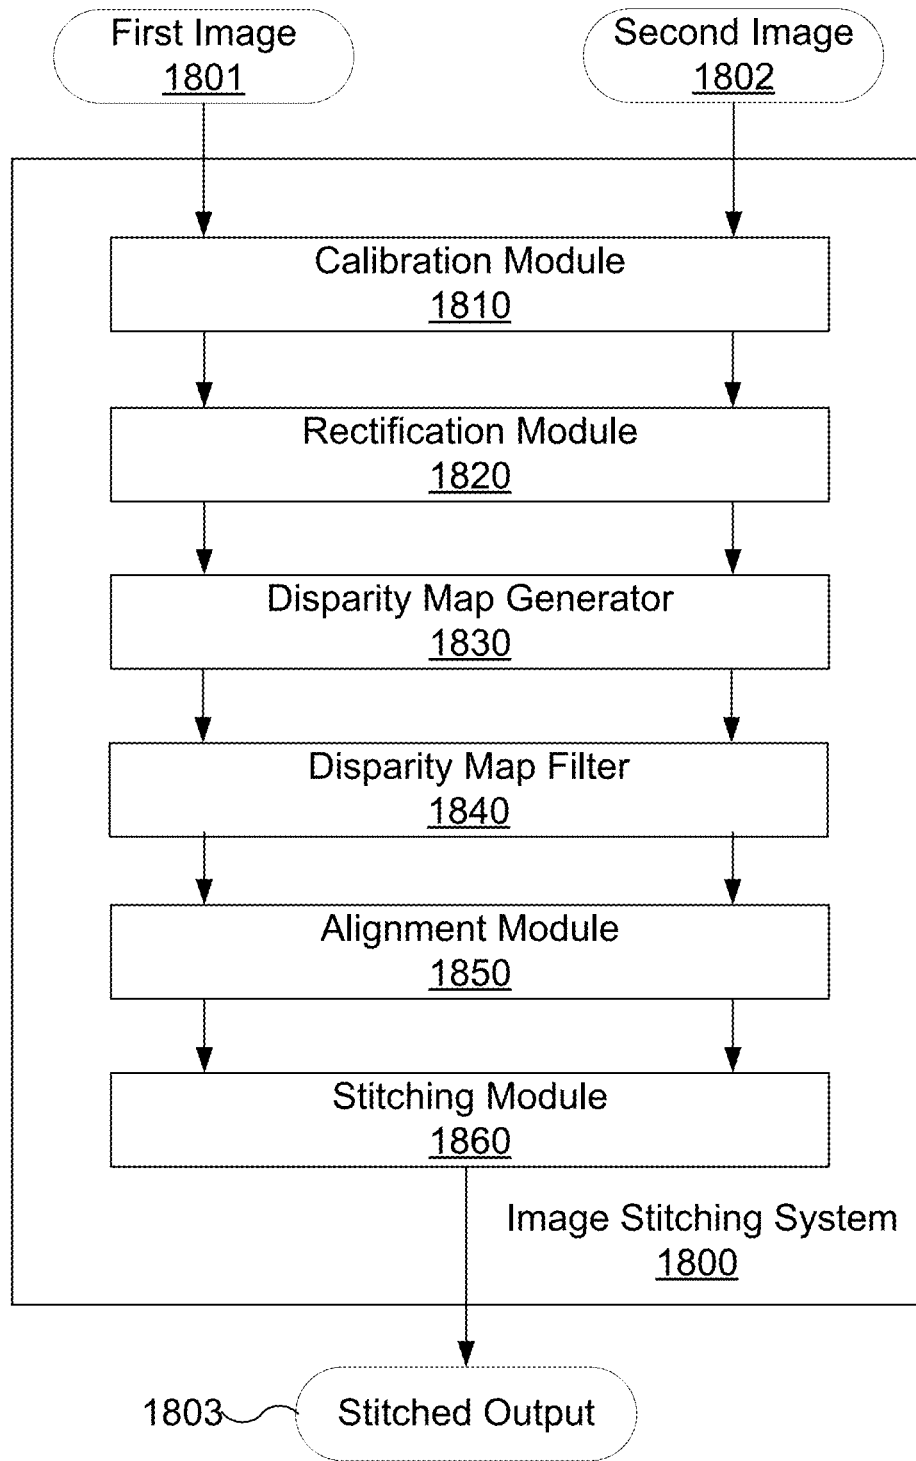 First Image
1801
Second Image
1802
Calibration Module
1810
Rectification Module
1820
Disparity Map Generator
1830
Disparity Map Filter
1840
Alignment Module
1850
Stitching Module
1860
Image Stitching System
1800
1803
Stitched Output